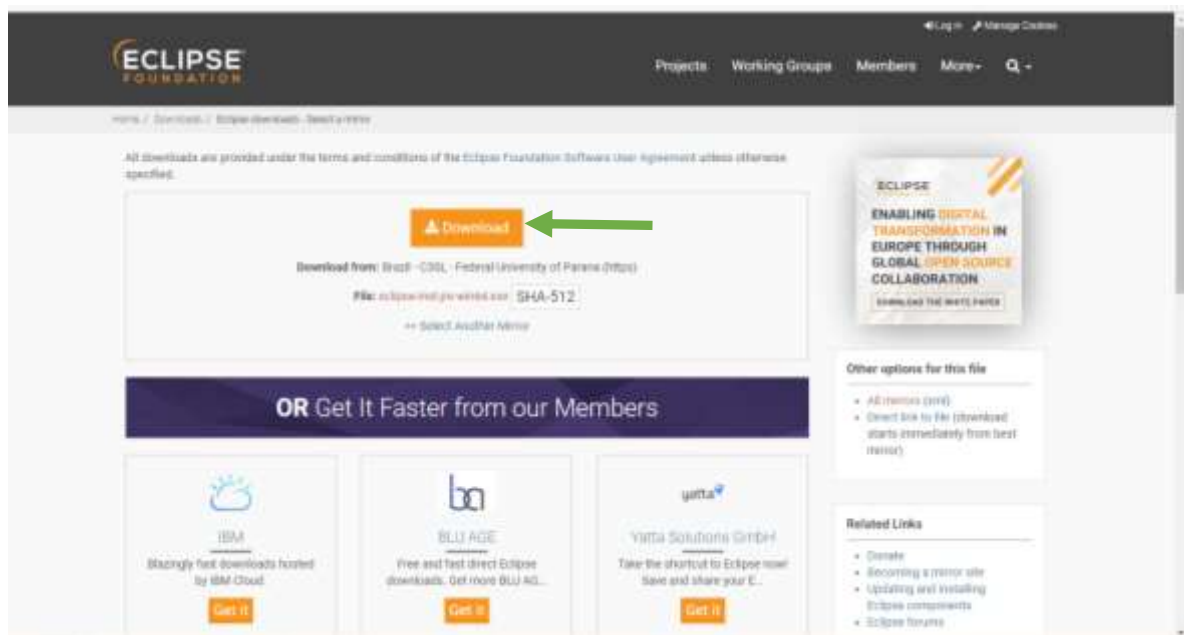 Log in Manage Cookies
ECLIPSE
FOUNDATION
Projects Working Groups Members More
Home / Downloads / Eclipse downloads - Select a mirror
All downloads are provided under the terms and conditions of the Eclipse Foundation Software User Agreement unless otherwise
specified.
Download
Download from: Brazil - C3SL - Federal University of Parana (https)
File: SHA-512
>> Select Another Mirror
OR Get It Faster from our Members
IBM
Blazingly fast downloads hosted
by IBM Cloud
Get it
ba
BLU AGE
Free and fast direct Eclipse
downloads. Get more BLU AG...
Get it
yatta
Yatta Solutions GmbH
Take the shortcut to Eclipse now!
Save and share your E...
Get it
ECLIPSE
ENABLING DIGITAL
TRANSFORMATION IN
EUROPE THROUGH
GLOBAL OPEN SOURCE
COLLABORATION
DOWNLOAD THE WHITE PAPER
Other options for this file
All mirrors (xml)
Direct link to file (download
starts immediately from best
mirror)
Related Links
Donate
Becoming a mirror site
Updating and installing
Eclipse components
Eclipse forums